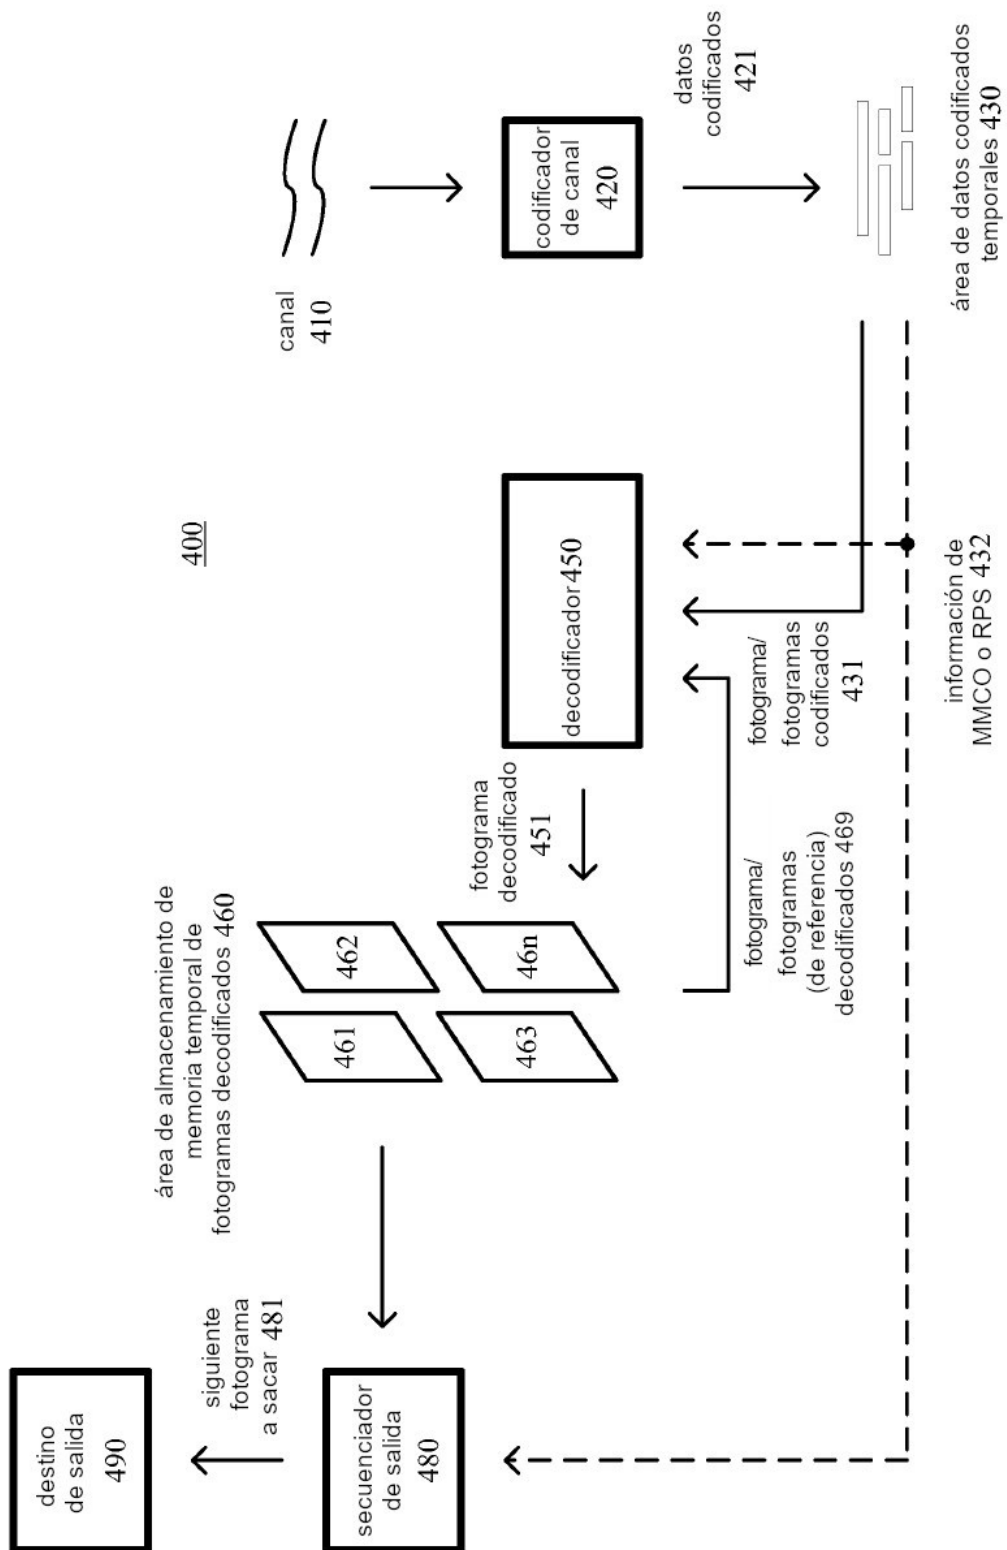 400
canal
410
codificador
de canal
420
datos
codificados
421
área de datos codificados
temporales 430
decodificador 450
fotograma/
fotogramas
codificados
431
información de
MMCO o RPS 432
fotograma
decodificado
451
área de almacenamiento de
memoria temporal de
fotogramas decodificados 460
461
462
463
46n
fotograma/
fotogramas
(de referencia)
decodificados 469
secuenciador
de salida
480
siguiente
fotograma
a sacar 481
destino
de salida
490